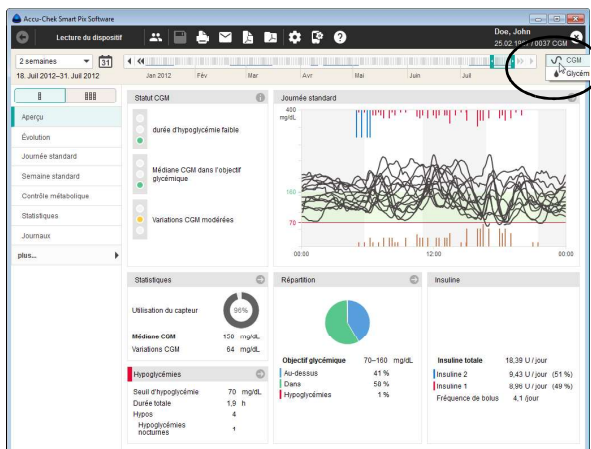 Accu-Chek Smart Pix Software
Lecture du dispositif
Doe, John
0037 CGM
2 semaines
31
CGM
Glycém
18. Juil 2012–31. Juil 2012
Jan 2012 Fév Mar Avr Mai Jun Juil
Aperçu
Évolution
Journée standard
Semaine standard
Contrôle métabolique
Statistiques
Journaux
plus...
Statut CGM
durée d'hypoglycémie faible
Médiane CGM dans l'objectif
glycémique
Variations CGM modérées
Journée standard
400
mg/dL
160
70
00:00 12:00 00:00
Statistiques
Utilisation du capteur 96%
Médiane CGM 150 mg/dL
Variations CGM 64 mg/dL
Hypoglycémies
Seuil d'hypoglycémie 70 mg/dL
Durée totale 1,9 h
Hypos 4
Hypoglycémies
nocturnes 1
Répartition
Objectif glycémique 70–160 mg/dL
Au-dessus 41 %
Dans 58 %
Hypoglycémies 1 %
Insuline
Insuline totale 18,39 U / jour
Insuline 2 9,43 U / jour (51 %)
Insuline 1 8,96 U / jour (49 %)
Fréquence de bolus 4,1 /jour